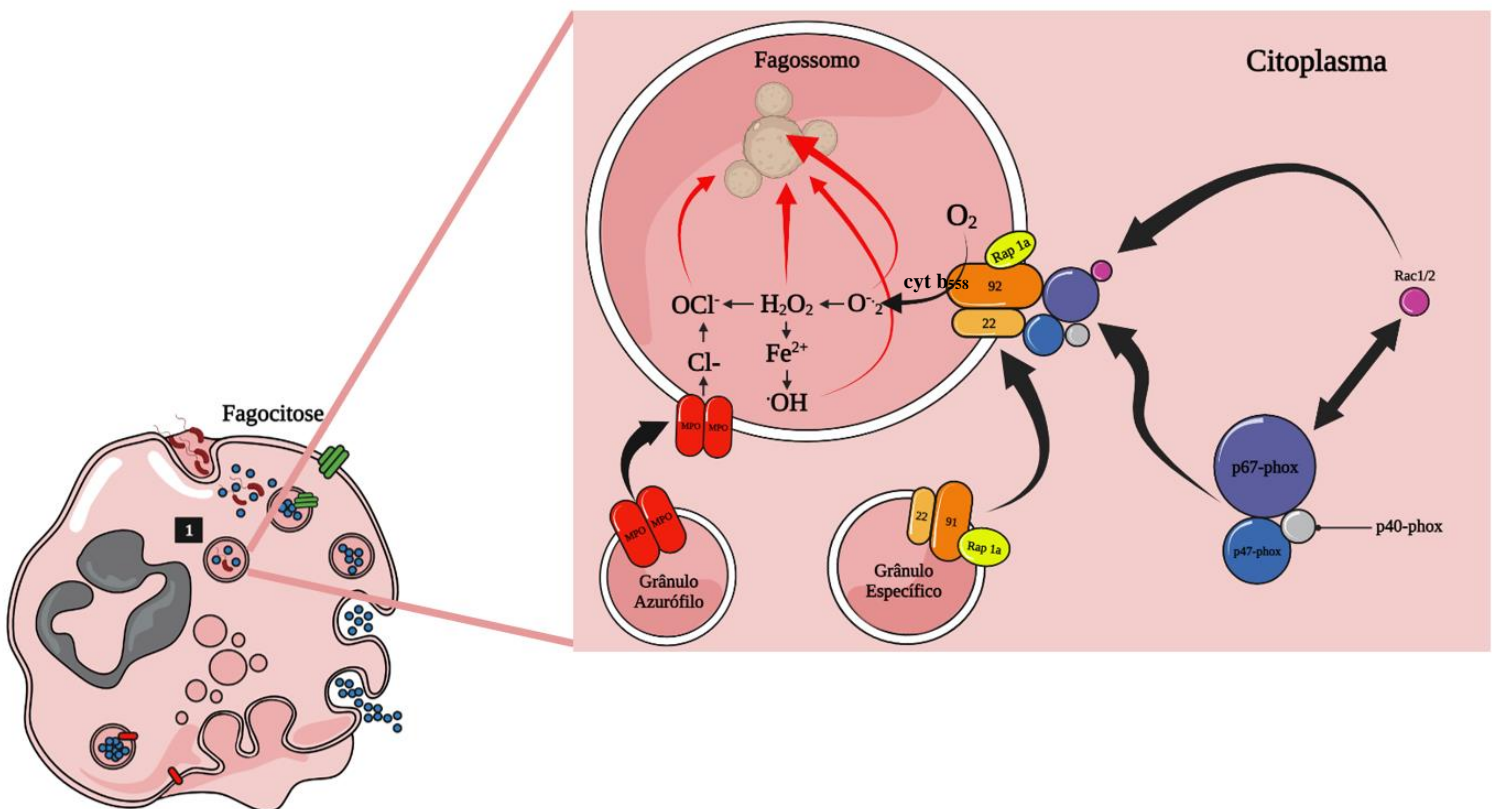 Fagossomo
Citoplasma
O₂
Rap 1a
cyt b₅₅₈
92
22
Rac1/2
OCl⁻
H₂O₂
O⁻·₂
Cl-
Fe²⁺
·OH
MPO
MPO
Fagocitose
1
MPO
MPO
Grânulo
Azurófilo
22
91
Rap 1a
Grânulo
Específico
p67-phox
p40-phox
p47-phox